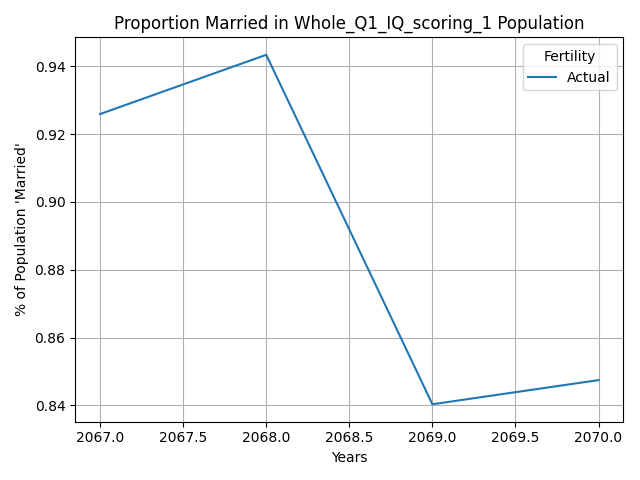 Proportion Married in Whole_Q1_IQ_scoring_1 Population
Fertility
Actual
% of Population 'Married'
0.94
0.92
0.90
0.88
0.86
0.84
2067.0 2067.5 2068.0 2068.5 2069.0 2069.5 2070.0
Years